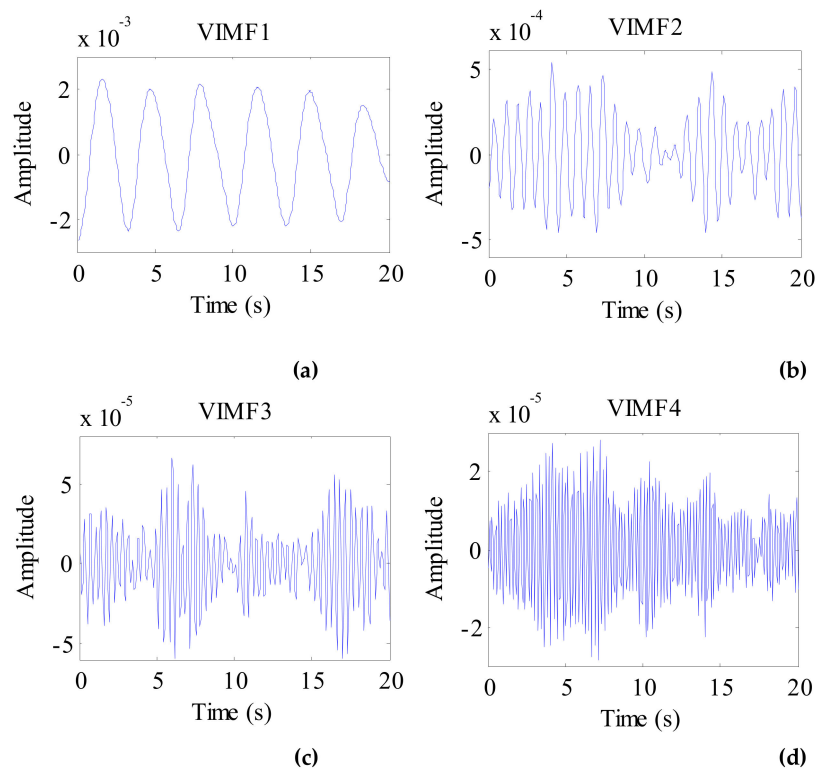 x 10⁻³
VIMF1
2
0
-2
Amplitude
0 5 10 15 20
Time (s)
(a)
x 10⁻⁴
VIMF2
5
0
-5
Amplitude
0 5 10 15 20
Time (s)
(b)
x 10⁻⁵
VIMF3
5
0
-5
Amplitude
0 5 10 15 20
Time (s)
(c)
x 10⁻⁵
VIMF4
2
0
-2
Amplitude
0 5 10 15 20
Time (s)
(d)